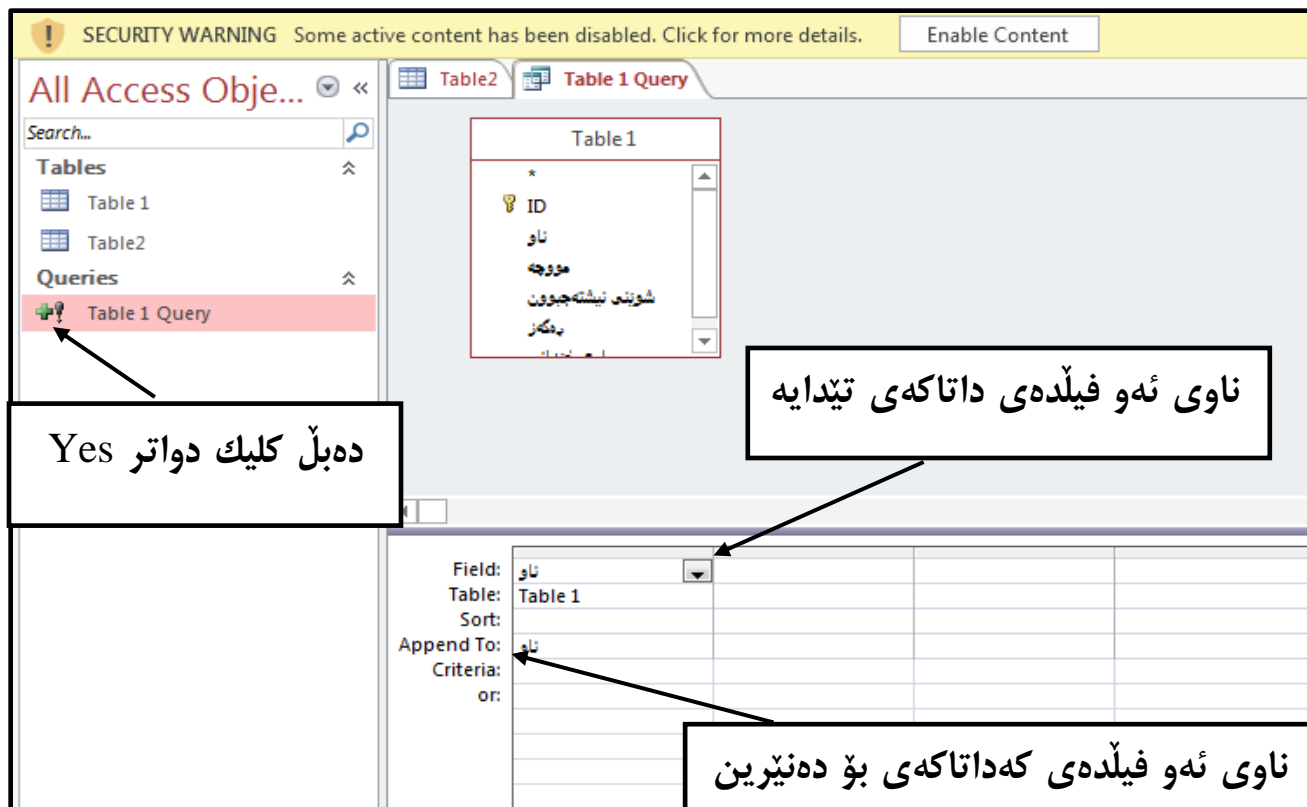 SECURITY WARNING Some active content has been disabled. Click for more details. Enable Content
All Access Obje... «
Search...
Tables
Table 1
Table2
Queries
Table 1 Query
Table2
Table 1 Query
Table 1
*
ID
ناو
مووچە
شوێنی نیشتەجبوون
ڕەگەز
ناوی ئەو فیڵدەی داتاكەی تێدایە
دەبڵ كلیك دواتر Yes
Field: ناو
Table: Table 1
Sort:
Append To: ناو
Criteria:
or:
ناوی ئەو فیڵدەی كەداتاكەی بۆ دەنێرین